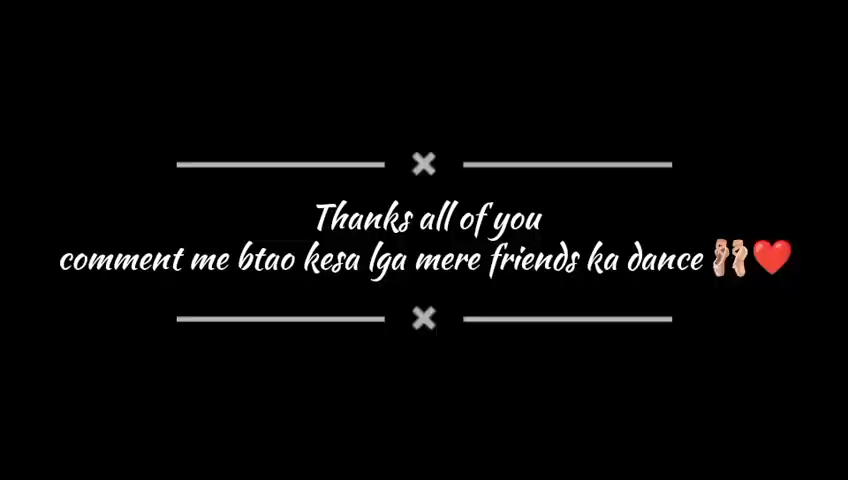 Thanks all of you
comment me btao kesa lga mere friends ka dance 🩰❤️